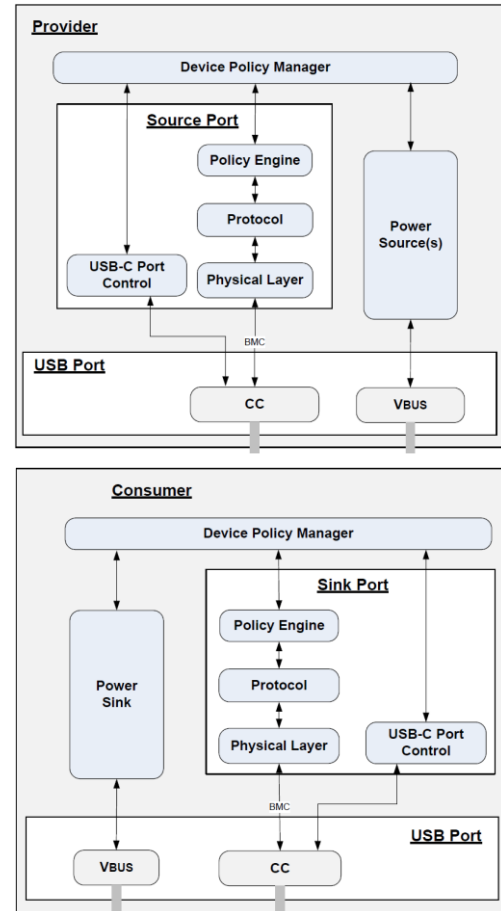 Provider
Device Policy Manager
Source Port
Policy Engine
Protocol
Power
Source(s)
USB-C Port
Control
Physical Layer
BMC
USB Port
CC
VBUS
Consumer
Device Policy Manager
Sink Port
Policy Engine
Power
Sink
Protocol
Physical Layer
USB-C Port
Control
BMC
USB Port
VBUS
CC